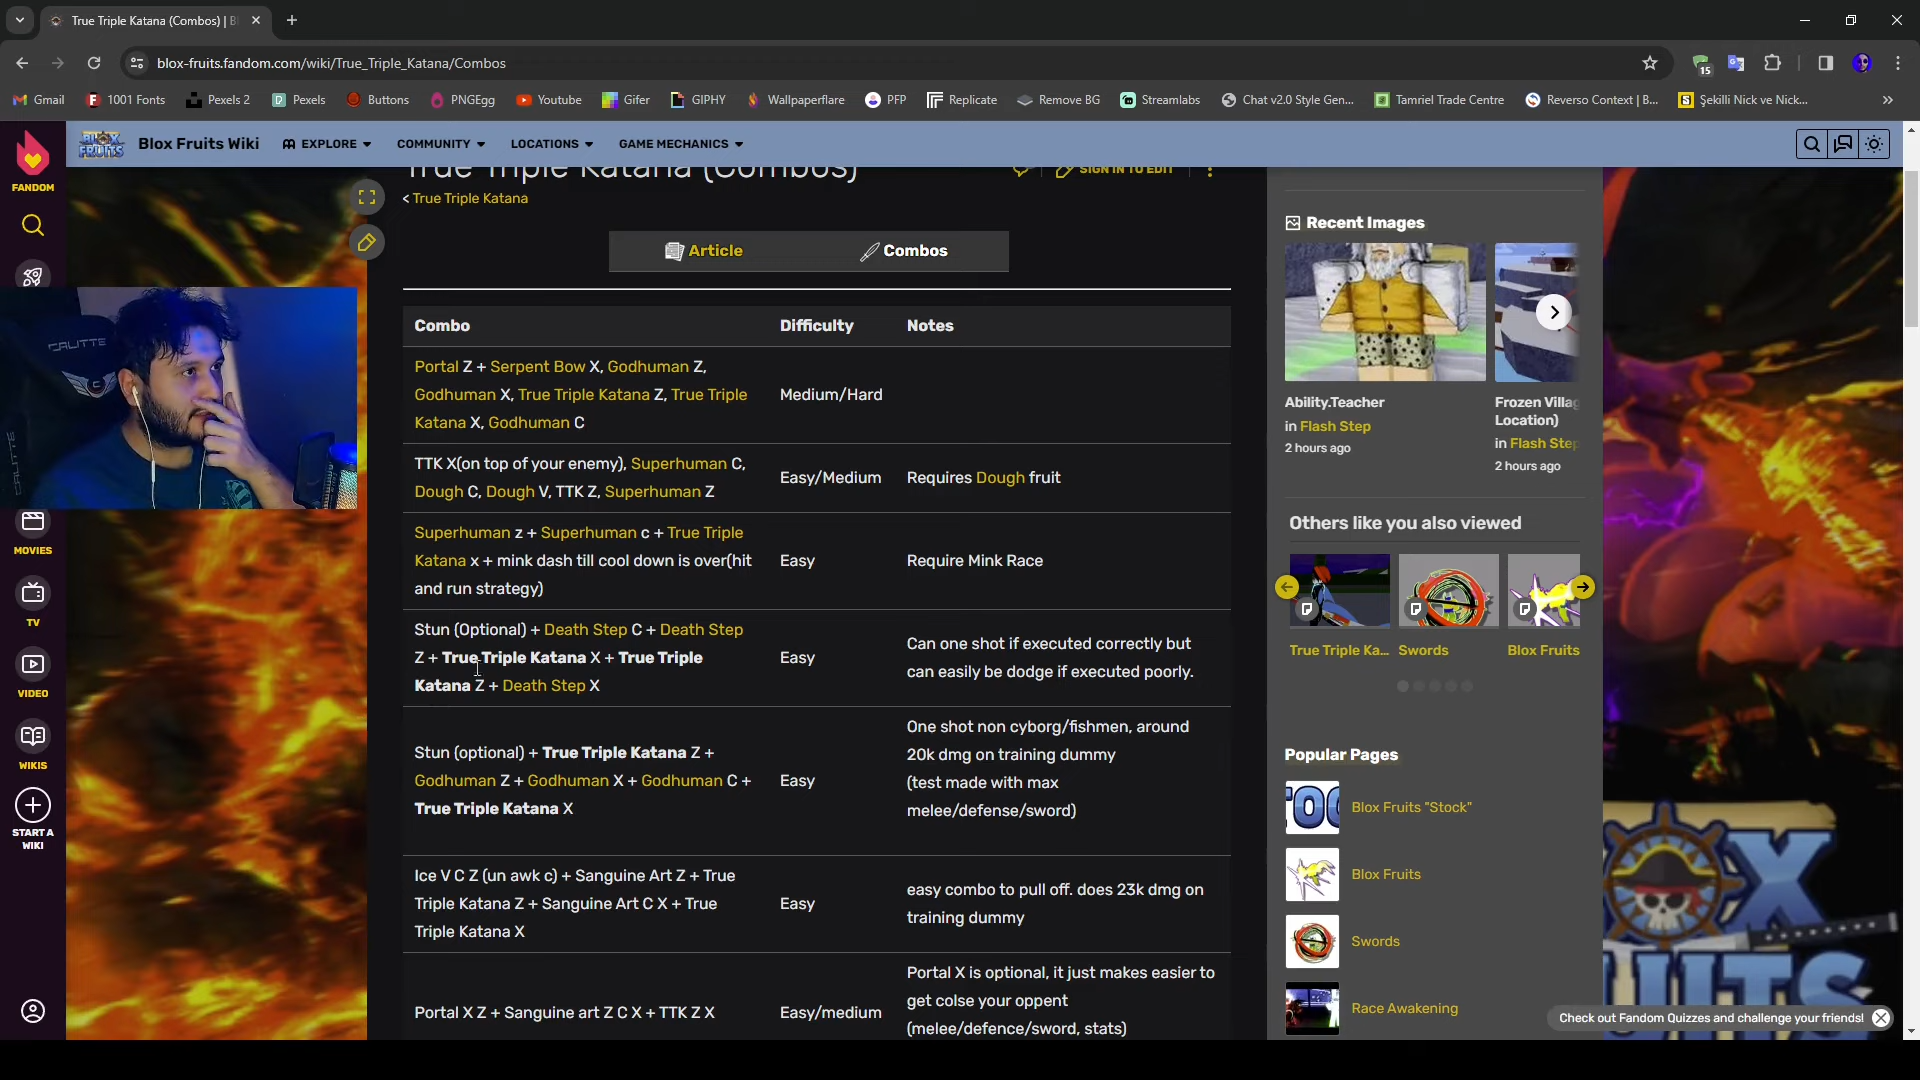 True Triple Katana (Combos) | B
blox-fruits.fandom.com/wiki/True_Triple_Katana/Combos
15
Gmail
1001 Fonts
Pexels 2
Pexels
Buttons
PNGEgg
Youtube
Gifer
GIPHY
Wallpaperflare
PFP
Replicate
Remove BG
Streamlabs
Chat v2.0 Style Gen...
Tamriel Trade Centre
Reverso Context | B...
Şekilli Nick ve Nick...
BLOX FRUITS
Blox Fruits Wiki
EXPLORE
COMMUNITY
LOCATIONS
GAME MECHANICS
FANDOM
MOVIES
TV
VIDEO
WIKIS
START A
WIKI
True Triple Katana (Combos)
SIGN IN TO EDIT
< True Triple Katana
Article
Combos
Combo
Difficulty
Notes
Portal Z + Serpent Bow X, Godhuman Z,
Godhuman X, True Triple Katana Z, True Triple
Katana X, Godhuman C
Medium/Hard
TTK X(on top of your enemy), Superhuman C,
Dough C, Dough V, TTK Z, Superhuman Z
Easy/Medium
Requires Dough fruit
Superhuman z + Superhuman c + True Triple
Katana x + mink dash till cool down is over(hit
and run strategy)
Easy
Require Mink Race
Stun (Optional) + Death Step C + Death Step
Z + True Triple Katana X + True Triple
Katana Z + Death Step X
Easy
Can one shot if executed correctly but
can easily be dodge if executed poorly.
Stun (optional) + True Triple Katana Z +
Godhuman Z + Godhuman X + Godhuman C +
True Triple Katana X
Easy
One shot non cyborg/fishmen, around
20k dmg on training dummy
(test made with max
melee/defense/sword)
Ice V C Z (un awk c) + Sanguine Art Z + True
Triple Katana Z + Sanguine Art C X + True
Triple Katana X
Easy
easy combo to pull off. does 23k dmg on
training dummy
Portal X Z + Sanguine art Z C X + TTK Z X
Easy/medium
Portal X is optional, it just makes easier to
get colse your oppent
(melee/defence/sword, stats)
Recent Images
Ability.Teacher
in Flash Step
2 hours ago
Frozen Villag
Location)
in Flash Step
2 hours ago
Others like you also viewed
True Triple Ka...
Swords
Blox Fruits
Popular Pages
Blox Fruits "Stock"
Blox Fruits
Swords
Race Awakening
Check out Fandom Quizzes and challenge your friends!